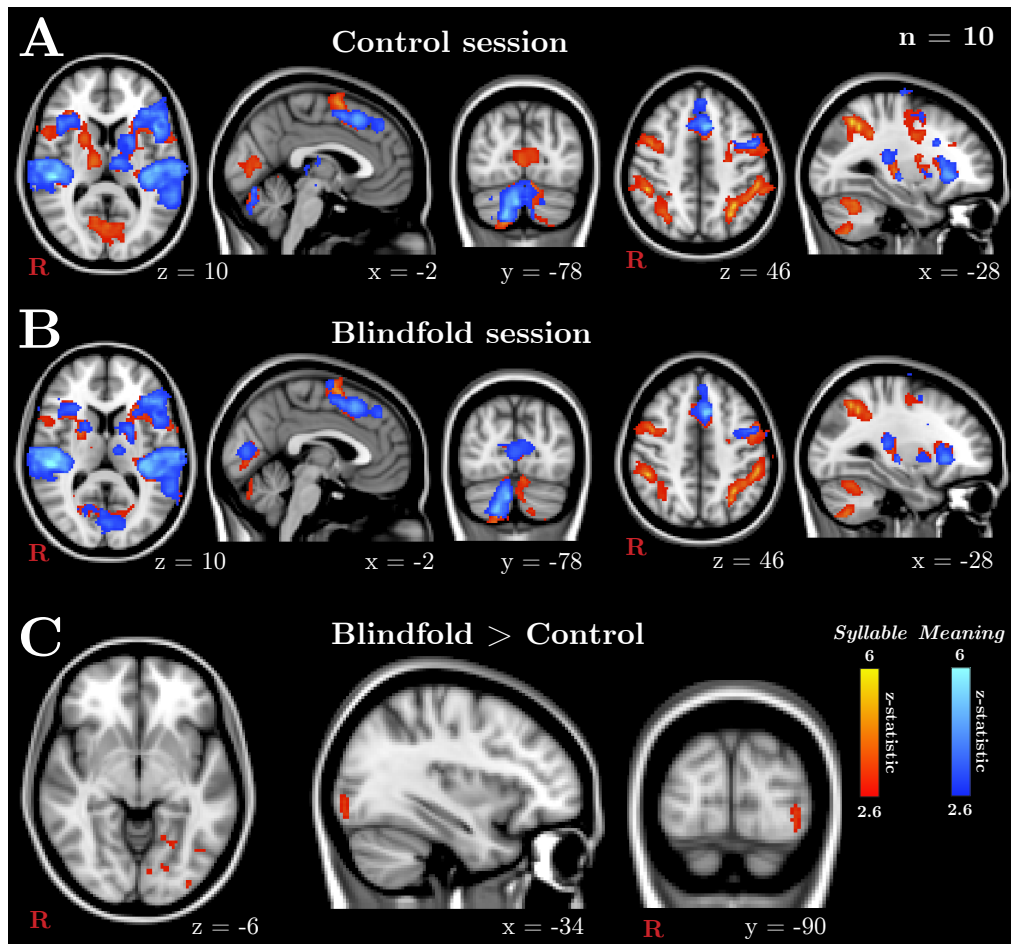 A
Control session
n = 10
R
z = 10
x = -2
y = -78
R
z = 46
x = -28
B
Blindfold session
R
z = 10
x = -2
y = -78
R
z = 46
x = -28
C
Blindfold > Control
Syllable Meaning
6 6
z-statistic z-statistic
2.6 2.6
R
z = -6
x = -34
R
y = -90